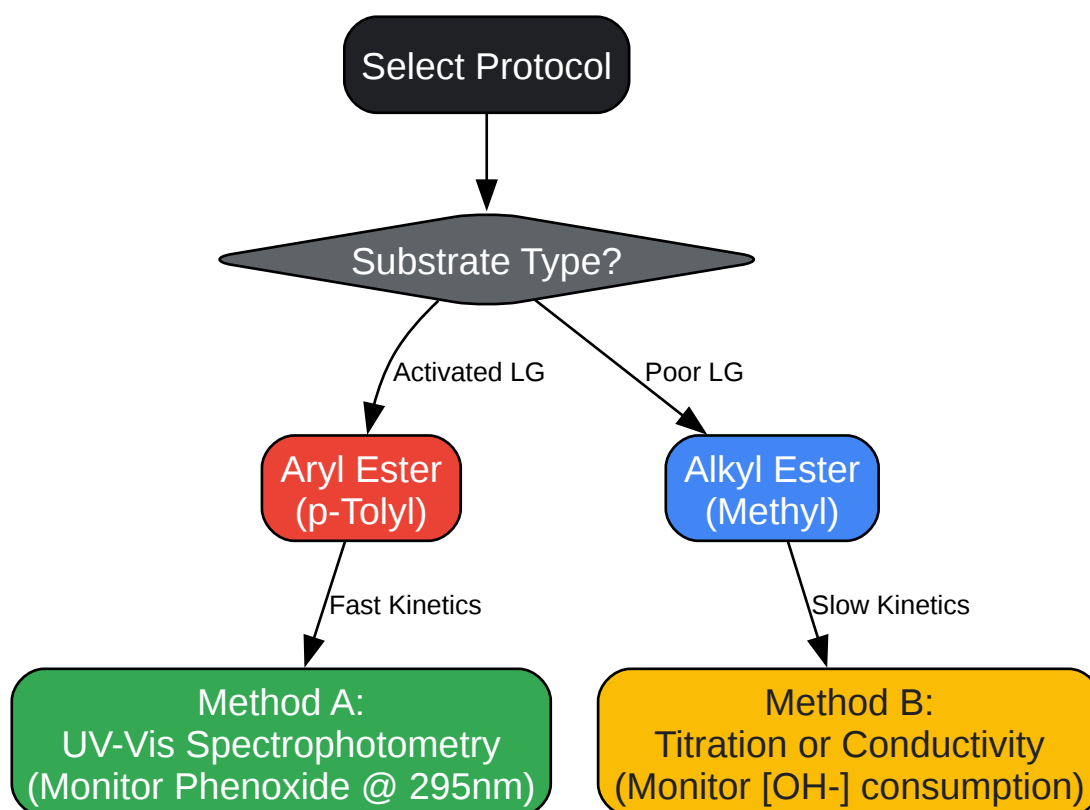 Select Protocol
Substrate Type?
Activated LG
Poor LG
Aryl Ester
(p-Tolyl)
Alkyl Ester
(Methyl)
Fast Kinetics
Slow Kinetics
Method A:
UV-Vis Spectrophotometry
(Monitor Phenoxide @ 295nm)
Method B:
Titration or Conductivity
(Monitor [OH-] consumption)